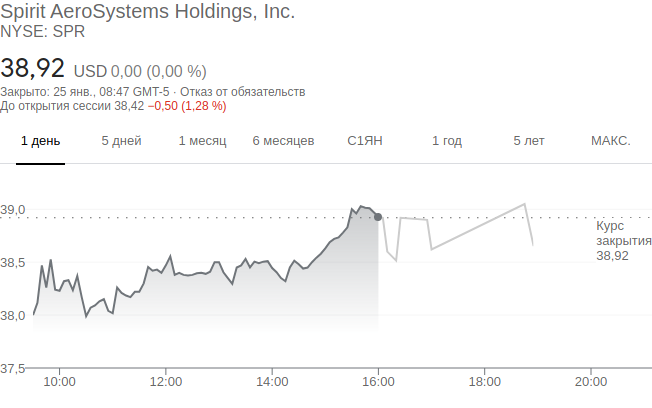 Spirit AeroSystems Holdings, Inc.
NYSE: SPR
38,92 USD 0,00 (0,00 %)
Закрыто: 25 янв., 08:47 GMT-5 · Отказ от обязательств
До открытия сессии 38,42 −0,50 (1,28 %)
1 день 5 дней 1 месяц 6 месяцев С1ЯН 1 год 5 лет МАКС.
39,0
Курс
закрытия
38,92
38,5
38,0
37,5
10:00 12:00 14:00 16:00 18:00 20:00